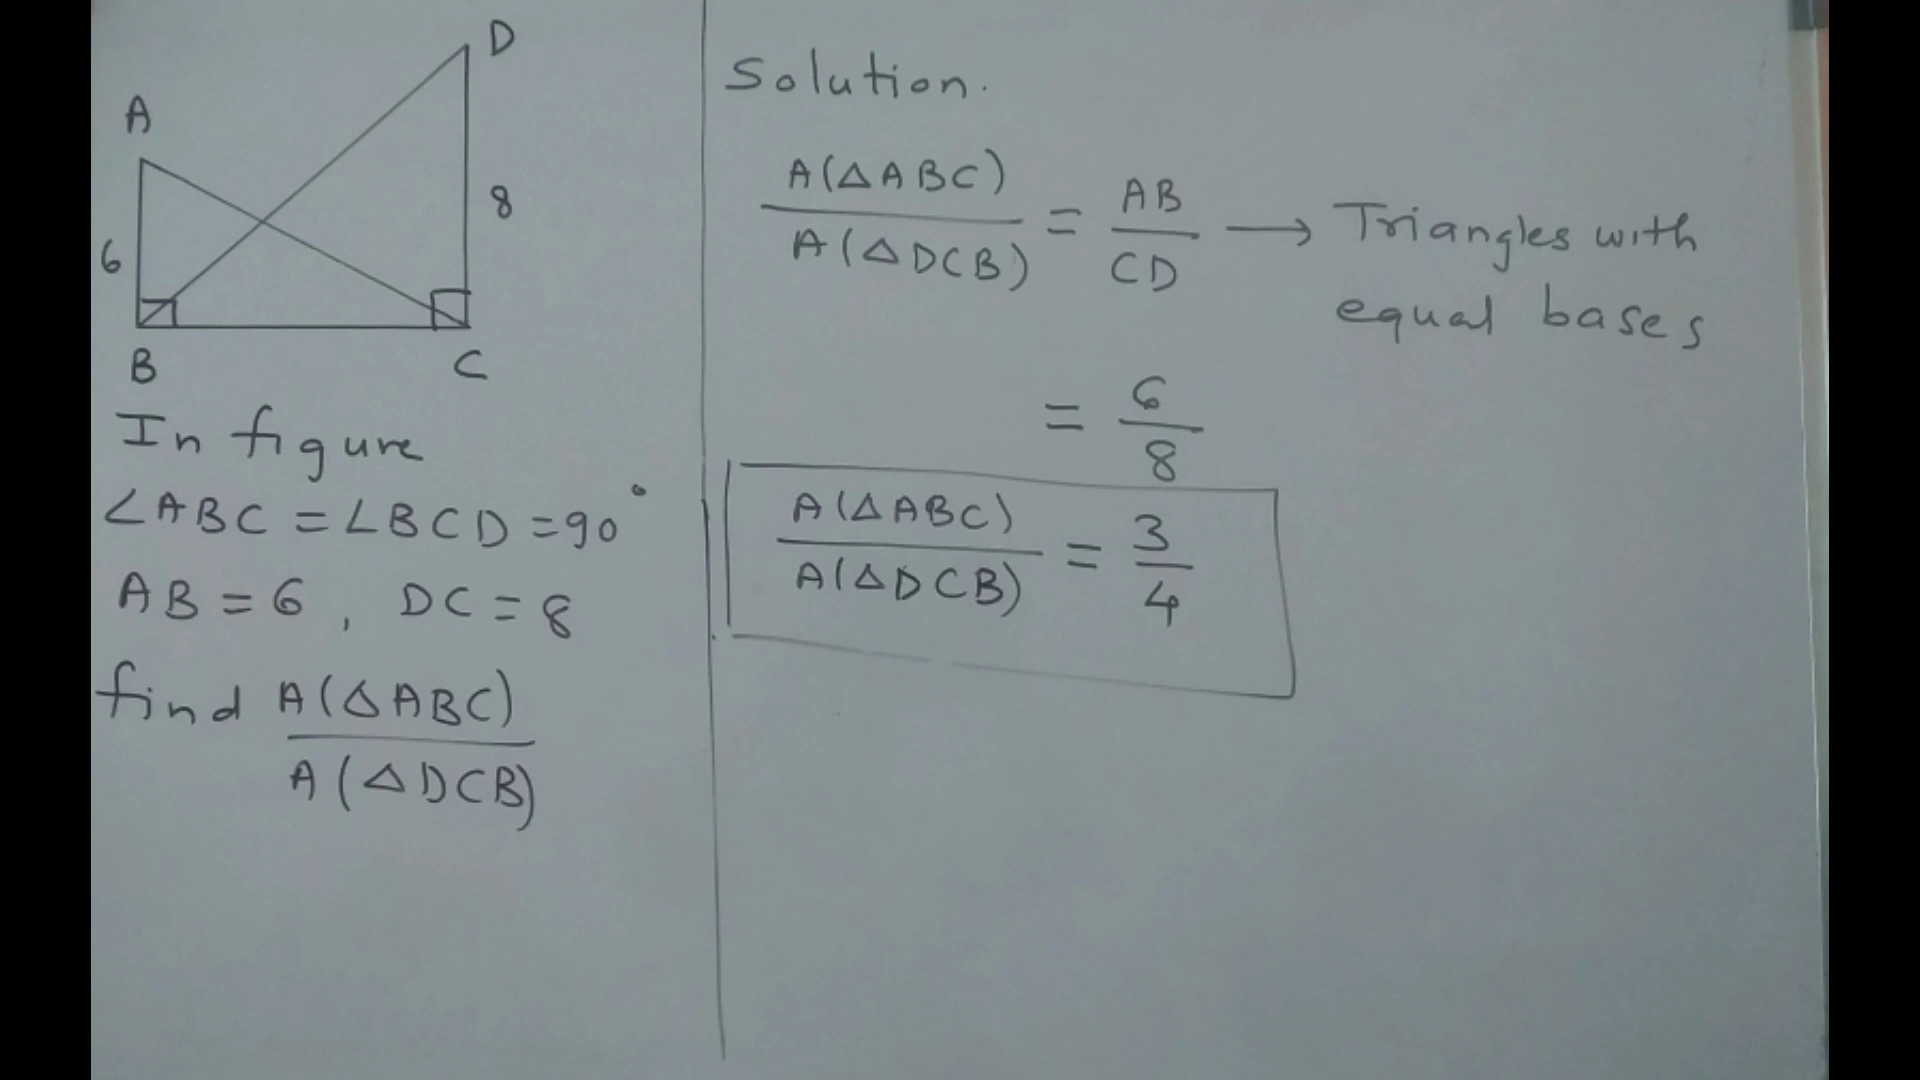 D
A
8
6
B C
In figure
∠ABC = ∠BCD = 90°
AB = 6, DC = 8
find A(△ABC)
A(△DCB)
Solution.
A(△ABC)
A(△DCB)
= AB
CD
→ Triangles with
equal bases
= 6
8
A(△ABC)
A(△DCB)
= 3
4